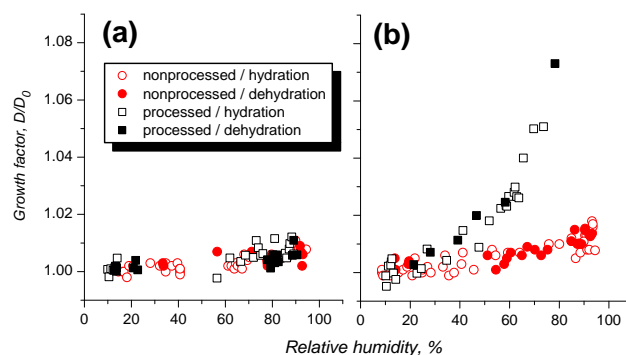 (a)
(b)
Growth factor, D/D0
1.08
1.06
1.04
1.02
1.00
nonprocessed / hydration
nonprocessed / dehydration
processed / hydration
processed / dehydration
0 20 40 60 80 100
20 40 60 80 100
Relative humidity, %